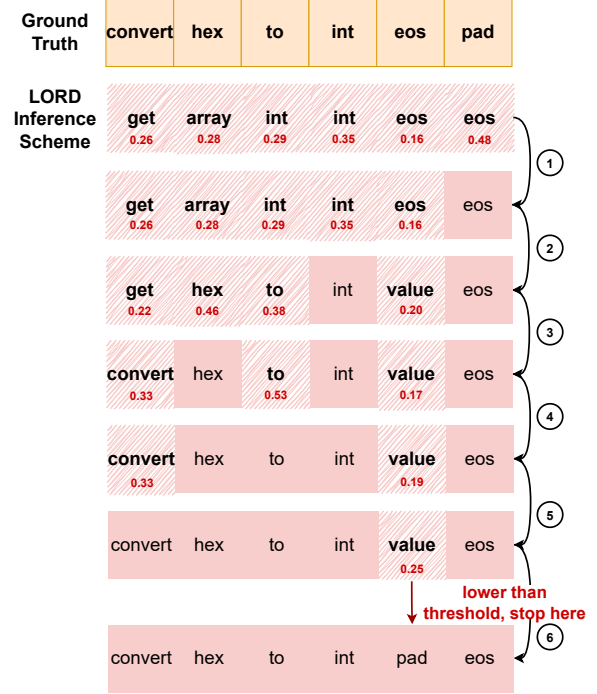 Ground
Truth
convert hex to int eos pad
LORD
Inference
Scheme
get array int int eos eos
0.26 0.28 0.29 0.35 0.16 0.48
1
get array int int eos eos
0.26 0.28 0.29 0.35 0.16
2
get hex to int value eos
0.22 0.46 0.38 0.20
3
convert hex to int value eos
0.33 0.53 0.17
4
convert hex to int value eos
0.33 0.19
5
convert hex to int value eos
0.25
lower than
threshold, stop here
6
convert hex to int pad eos